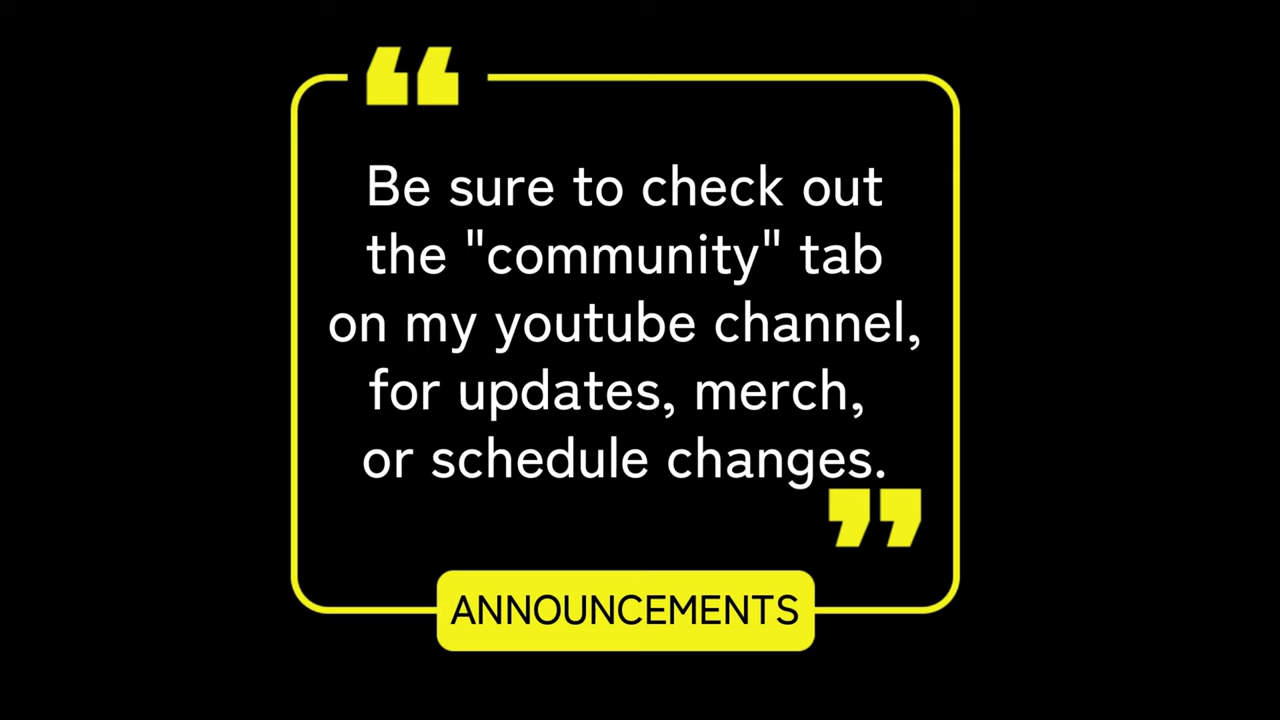 Be sure to check out
the "community" tab
on my youtube channel,
for updates, merch,
or schedule changes.
ANNOUNCEMENTS